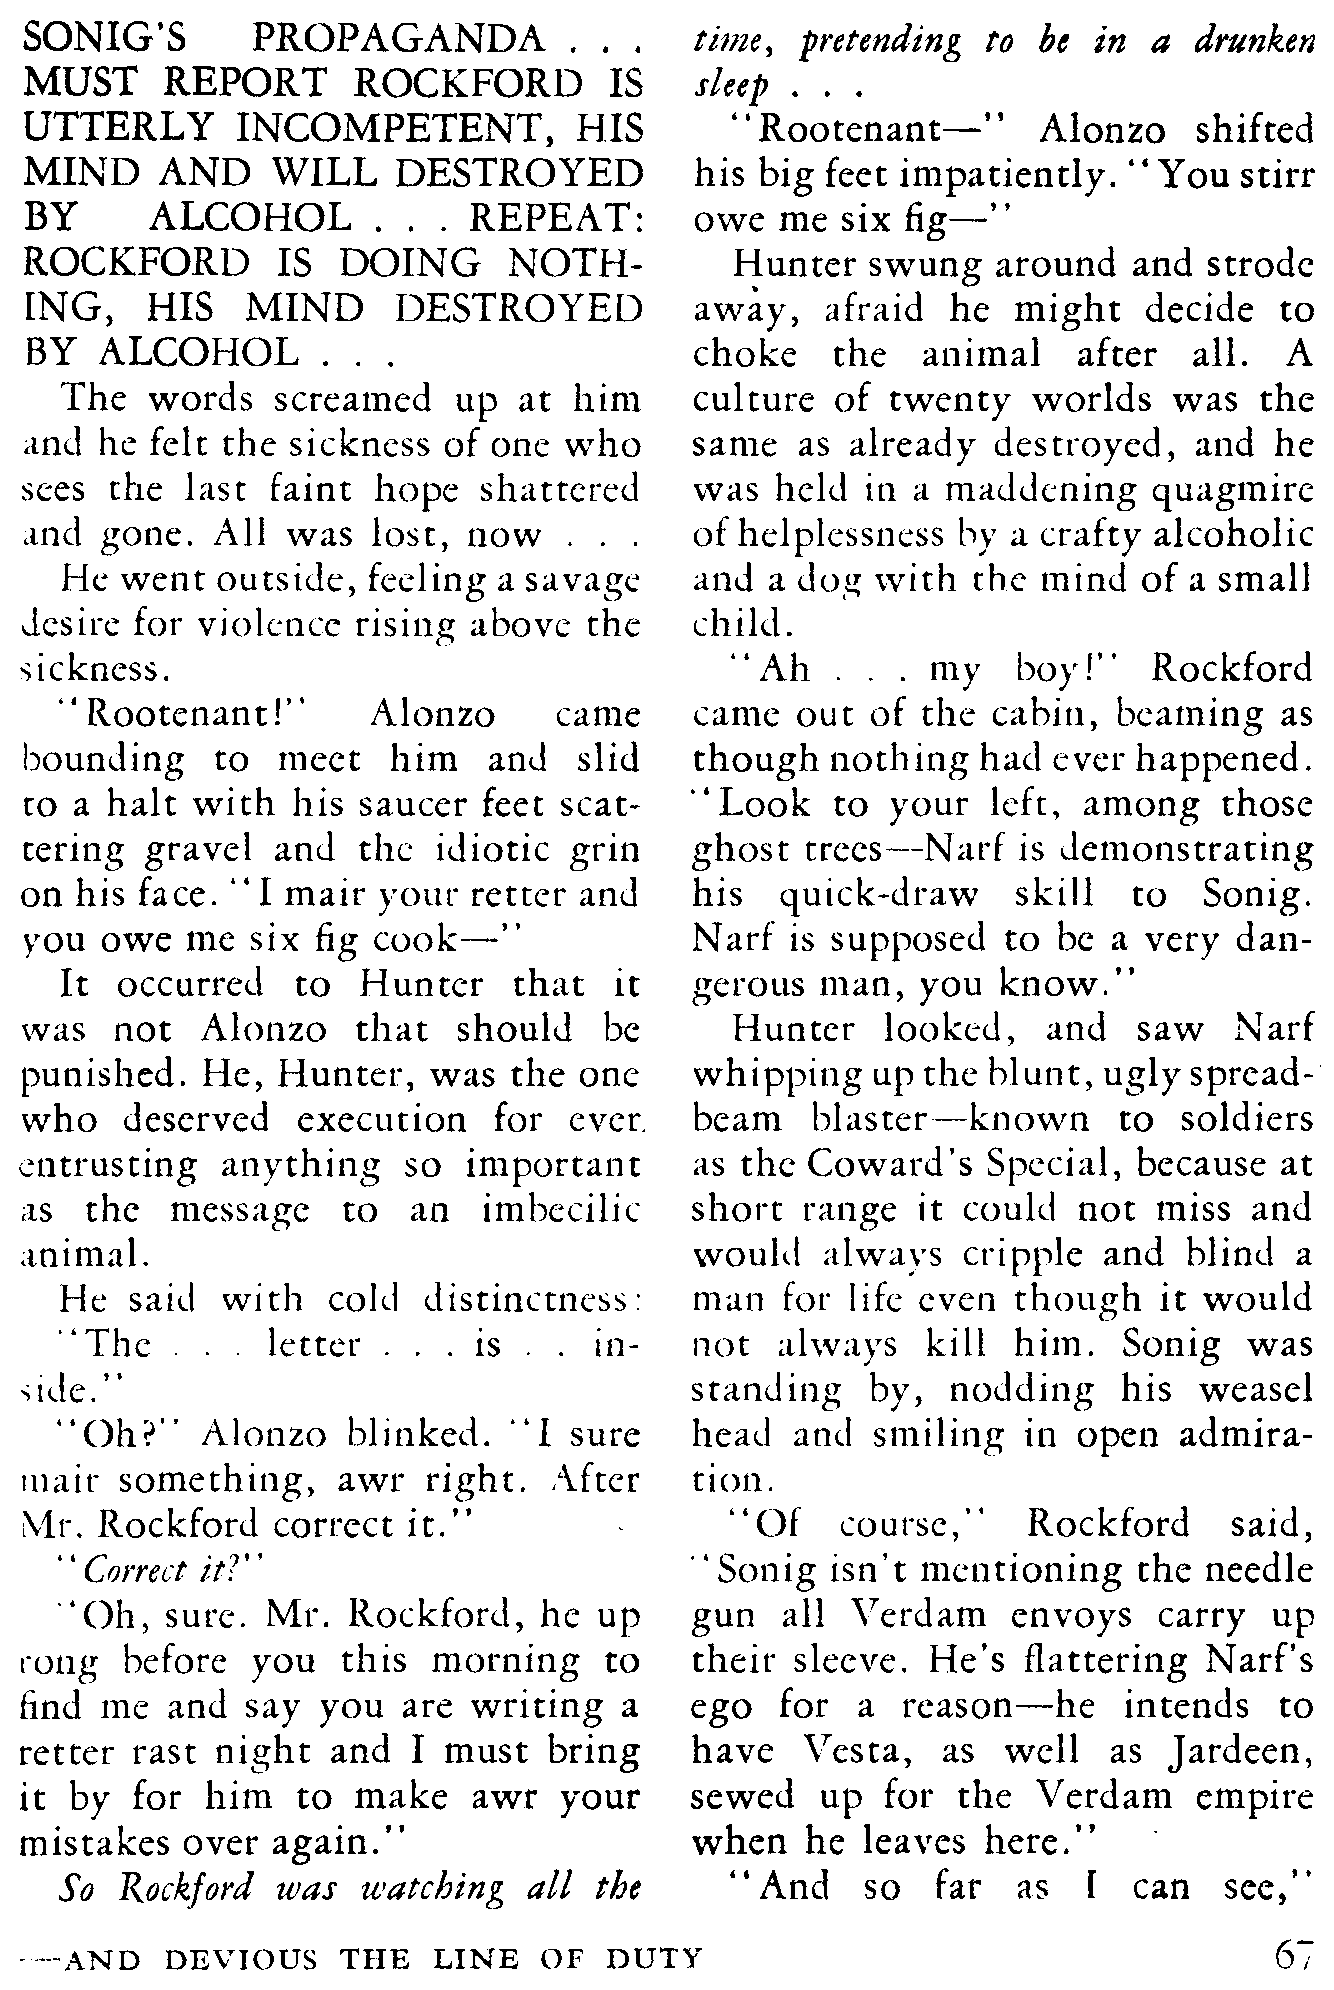 SONIG'S PROPAGANDA . . .
MUST REPORT ROCKFORD IS
UTTERLY INCOMPETENT, HIS
MIND AND WILL DESTROYED
BY ALCOHOL . . . REPEAT:
ROCKFORD IS DOING NOTH-
ING, HIS MIND DESTROYED
BY ALCOHOL . . .
The words screamed up at him
and he felt the sickness of one who
sees the last faint hope shattered
and gone. All was lost, now . . .
He went outside, feeling a savage
desire for violence rising above the
sickness.
"Rootenant!" Alonzo came
bounding to meet him and slid
to a halt with his saucer feet scat-
tering gravel and the idiotic grin
on his face. "I mair your retter and
you owe me six fig cook—"
It occurred to Hunter that it
was not Alonzo that should be
punished. He, Hunter, was the one
who deserved execution for ever
entrusting anything so important
as the message to an imbecilic
animal.
He said with cold distinctness:
"The . . . letter . . . is . . in-
side."
"Oh?" Alonzo blinked. "I sure
mair something, awr right. After
Mr. Rockford correct it."
"Correct it?"
"Oh, sure. Mr. Rockford, he up
rong before you this morning to
find me and say you are writing a
retter rast night and I must bring
it by for him to make awr your
mistakes over again."
So Rockford was watching all the
time, pretending to be in a drunken
sleep . . .
"Rootenant—" Alonzo shifted
his big feet impatiently. "You stirr
owe me six fig—"
Hunter swung around and strode
away, afraid he might decide to
choke the animal after all. A
culture of twenty worlds was the
same as already destroyed, and he
was held in a maddening quagmire
of helplessness by a crafty alcoholic
and a dog with the mind of a small
child.
"Ah . . . my boy!" Rockford
came out of the cabin, beaming as
though nothing had ever happened.
"Look to your left, among those
ghost trees—Narf is demonstrating
his quick-draw skill to Sonig.
Narf is supposed to be a very dan-
gerous man, you know."
Hunter looked, and saw Narf
whipping up the blunt, ugly spread-
beam blaster—known to soldiers
as the Coward's Special, because at
short range it could not miss and
would always cripple and blind a
man for life even though it would
not always kill him. Sonig was
standing by, nodding his weasel
head and smiling in open admira-
tion.
"Of course," Rockford said,
"Sonig isn't mentioning the needle
gun all Verdam envoys carry up
their sleeve. He's flattering Narf's
ego for a reason—he intends to
have Vesta, as well as Jardeen,
sewed up for the Verdam empire
when he leaves here."
"And so far as I can see,"
—AND DEVIOUS THE LINE OF DUTY 67